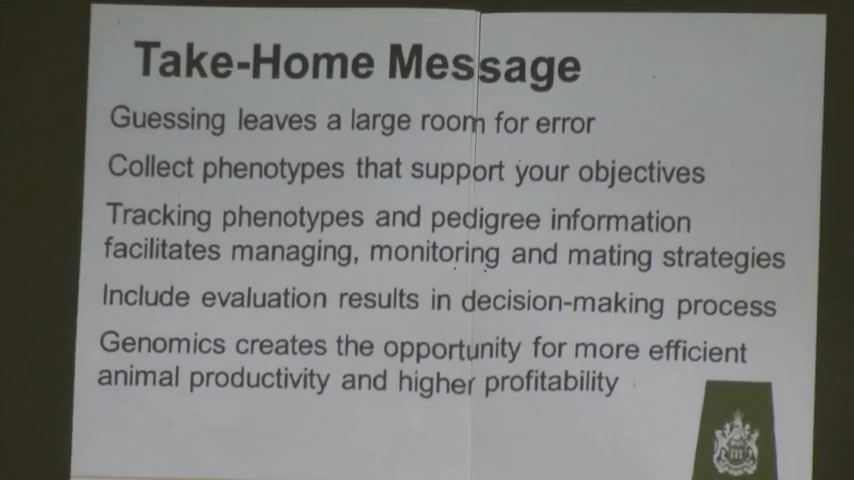 Take-Home Message
Guessing leaves a large room for error
Collect phenotypes that support your objectives
Tracking phenotypes and pedigree information
facilitates managing, monitoring and mating strategies
Include evaluation results in decision-making process
Genomics creates the opportunity for more efficient
animal productivity and higher profitability